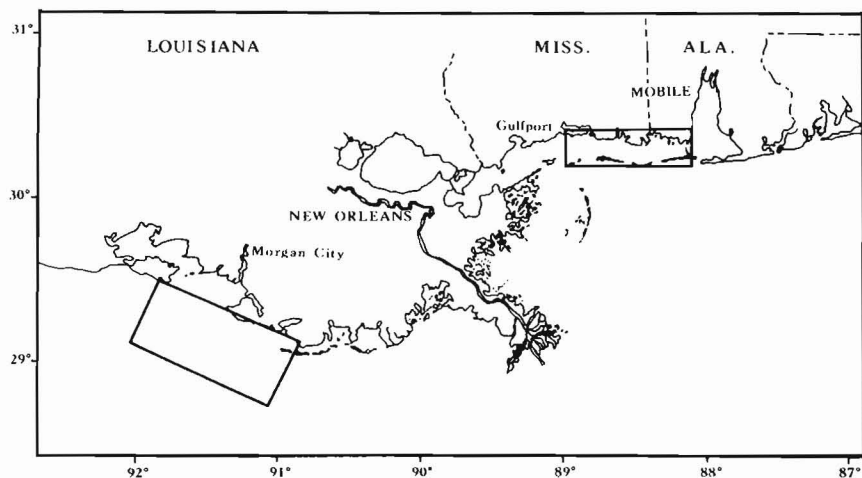 31°
LOUISIANA
MISS.
ALA.
MOBILE
Gulfport
30°
NEW ORLEANS
Morgan City
29°
92°
91°
90°
89°
88°
87°